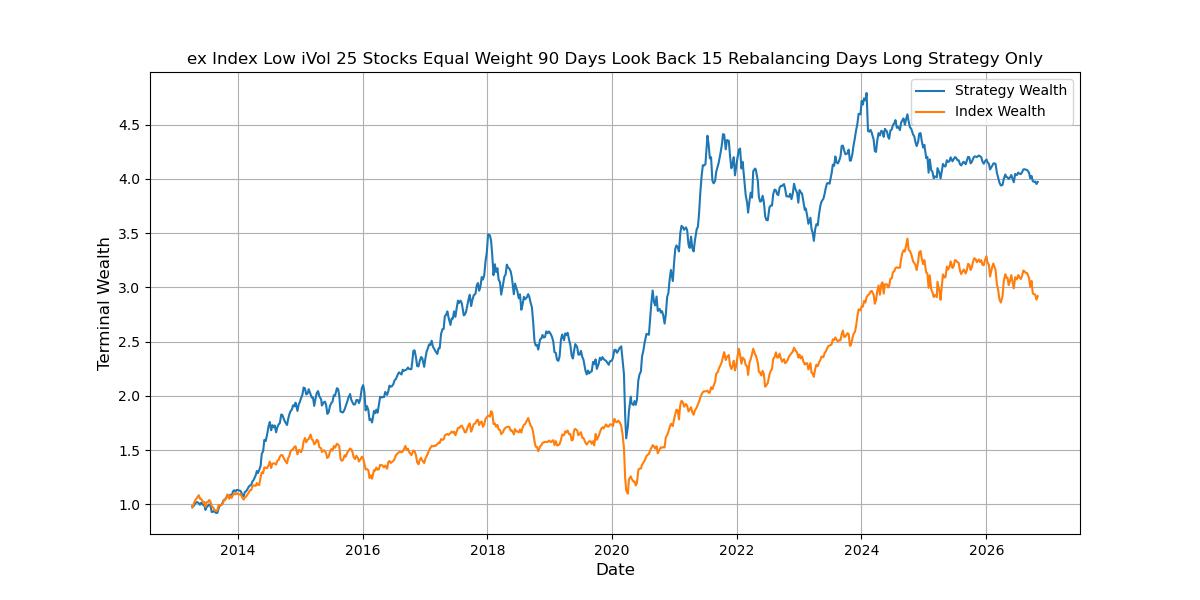 ex Index Low iVol 25 Stocks Equal Weight 90 Days Look Back 15 Rebalancing Days Long Strategy Only
Strategy Wealth
Index Wealth
Terminal Wealth
4.5
4.0
3.5
3.0
2.5
2.0
1.5
1.0
2014 2016 2018 2020 2022 2024 2026
Date